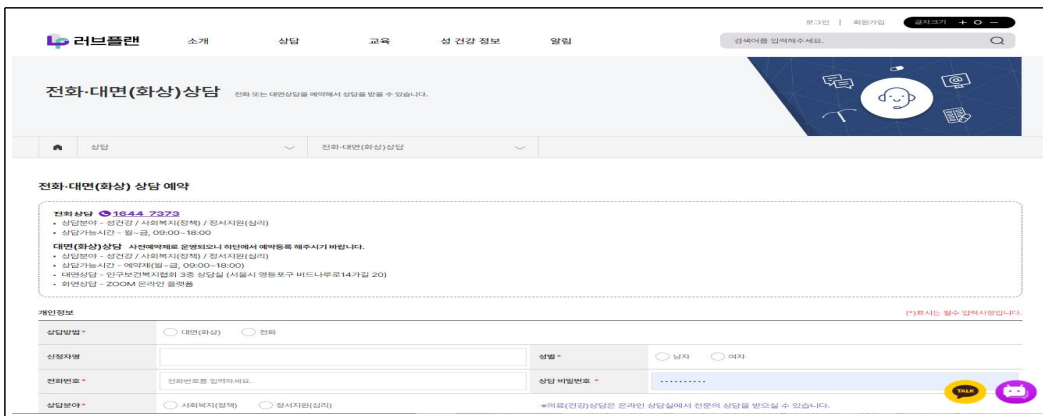 로그인 | 회원가입 글자크기 + ○ −
러브플랜 소개 상담 교육 성 건강 정보 알림 검색어를 입력해주세요.
전화·대면(화상)상담 전화 또는 대면상담을 예약해서 상담을 받을 수 있습니다.
상담 전화·대면(화상)상담
전화·대면(화상) 상담 예약
전화상담 1644 7373
• 상담분야 - 성건강 / 사회복지(정책) / 정서지원(심리)
• 상담가능시간 - 월~금, 09:00~18:00
대면(화상)상담 사전예약제로 운영되오니 하단에서 예약등록 해주시기 바랍니다.
• 상담분야 - 성건강 / 사회복지(정책) / 정서지원(심리)
• 상담가능시간 - 예약제(월~금, 09:00~18:00)
• 대면상담 - 인구보건복지협회 3층 상담실 (서울시 영등포구 버드나루로14가길 20)
• 화면상담 - ZOOM 온라인 플랫폼
개인정보 (*)표시는 필수 입력사항입니다.
상담방법 * 대면(화상) 전화
신청자명 성별 * 남자 여자
전화번호 * 전화번호를 입력하세요. 상담 비밀번호 * ··········
상담분야 * 사회복지(정책) 정서지원(심리) *의료(건강)상담은 온라인 상담실에서 전문의 상담을 받으실 수 있습니다.
TALK